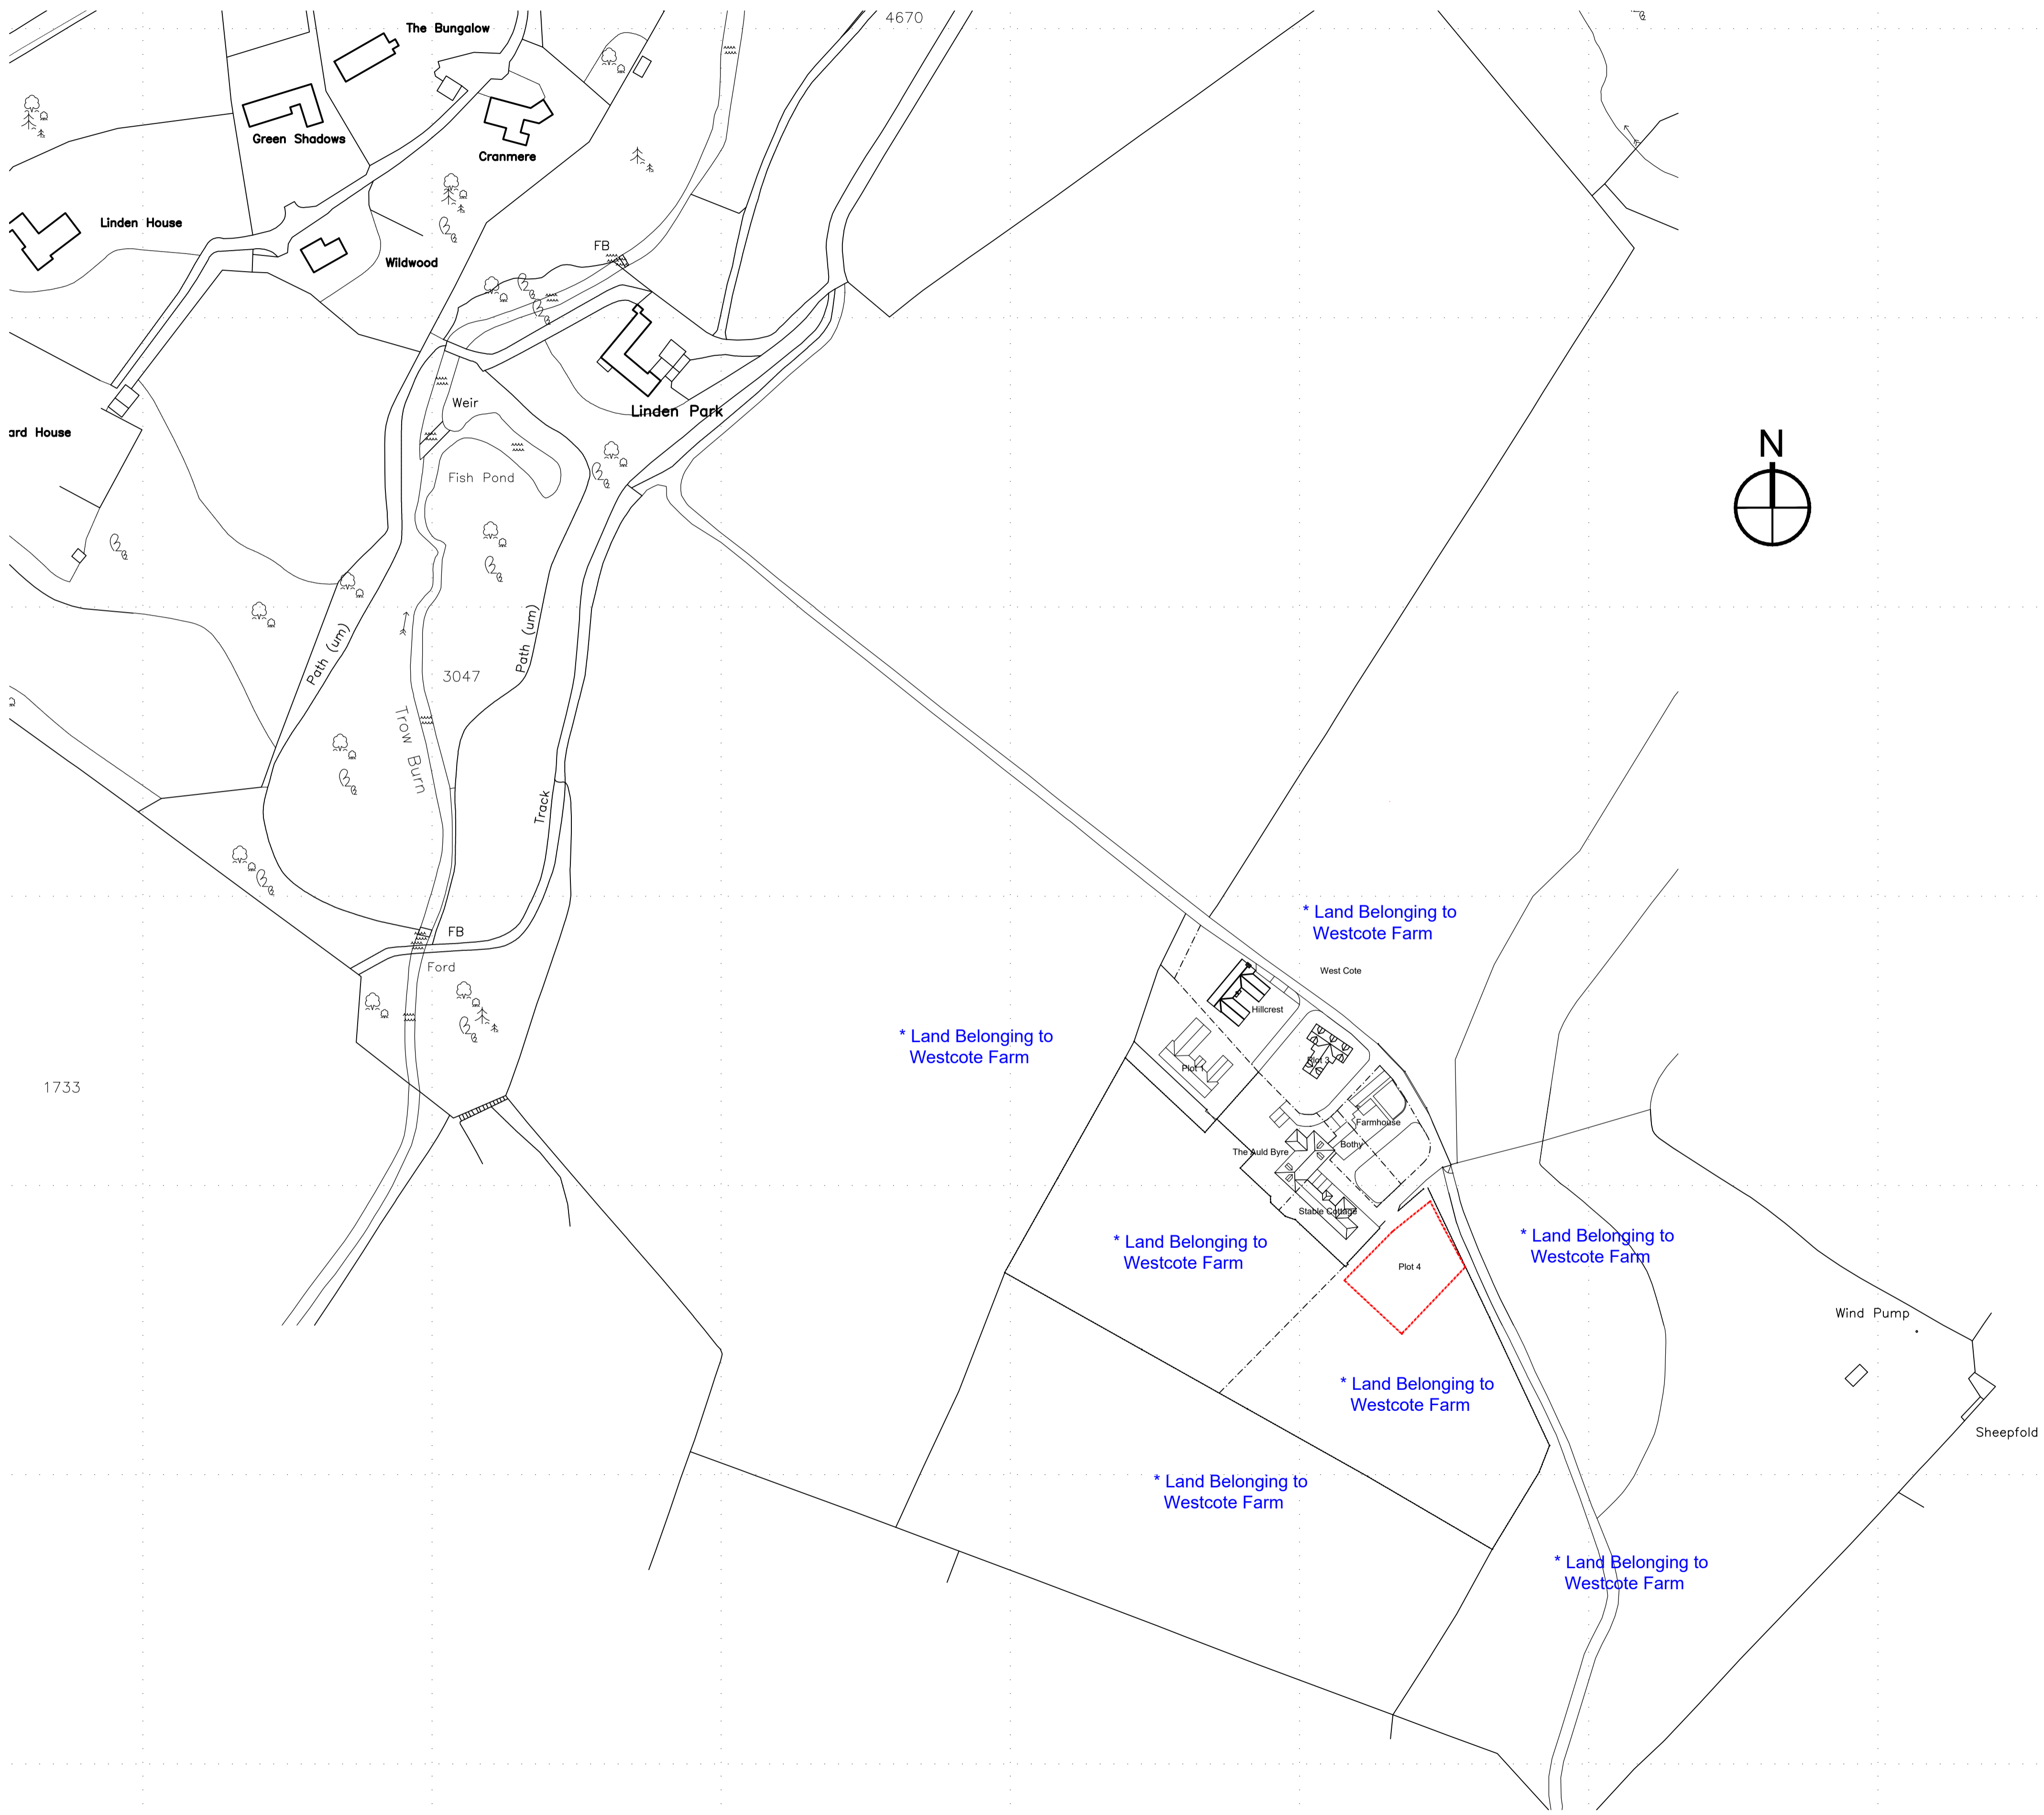 4670
The Bungalow
Green Shadows
Cranmere
Linden House
Wildwood
FB
Linden Park
Weir
ard House
N
Fish Pond
Path (um)
Path (um)
3047
Trow Burn
Track
* Land Belonging to
Westcote Farm
FB
Ford
West Cote
Hillcrest
* Land Belonging to
Westcote Farm
Plot 3
Plot 1
1733
Farmhouse
Bothy
The Auld Byre
Stable Cottage
* Land Belonging to
Westcote Farm
* Land Belonging to
Westcote Farm
Plot 4
Wind Pump
* Land Belonging to
Westcote Farm
Sheepfold
* Land Belonging to
Westcote Farm
* Land Belonging to
Westcote Farm